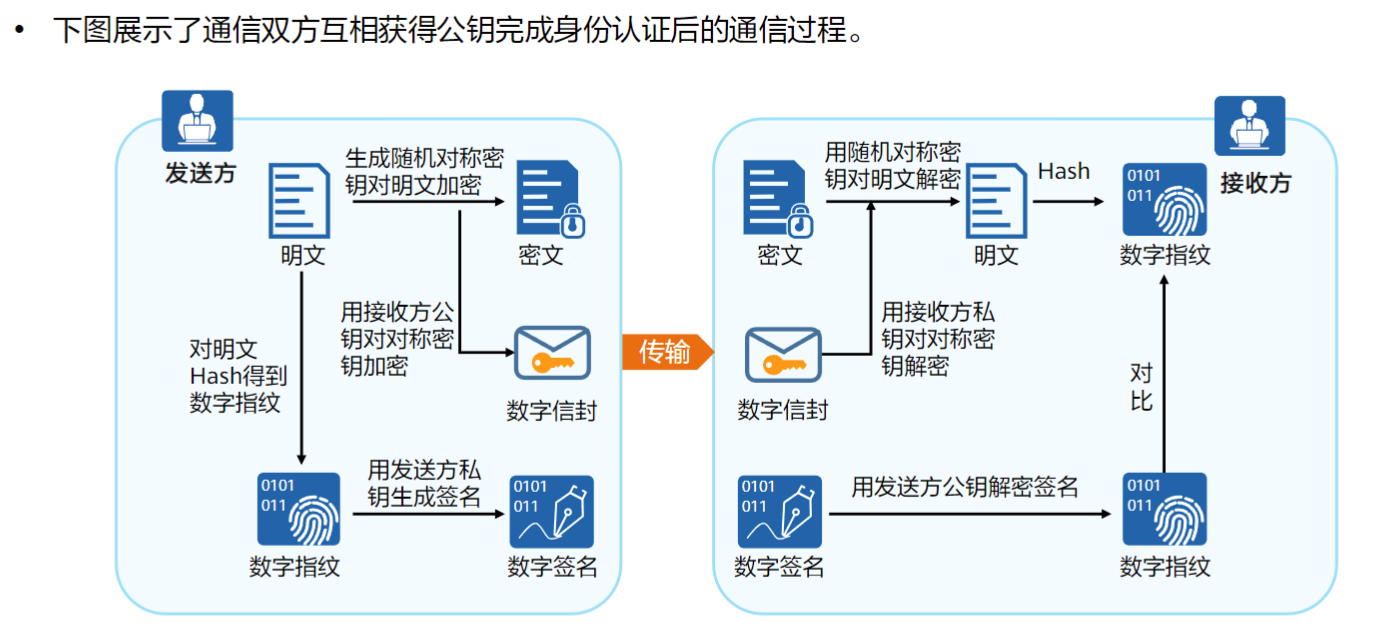 • 下图展示了通信双方互相获得公钥完成身份认证后的通信过程。
发送方
明文
生成随机对称密
钥对明文加密
密文
用接收方公
钥对对称密
钥加密
数字信封
对明文
Hash得到
数字指纹
0101
011
数字指纹
用发送方私
钥生成签名
0101
011
数字签名
传输
接收方
密文
用随机对称密
钥对明文解密
明文
Hash
0101
011
数字指纹
数字信封
用接收方私
钥对对称密
钥解密
对
比
0101
011
数字签名
用发送方公钥解密签名
0101
011
数字指纹